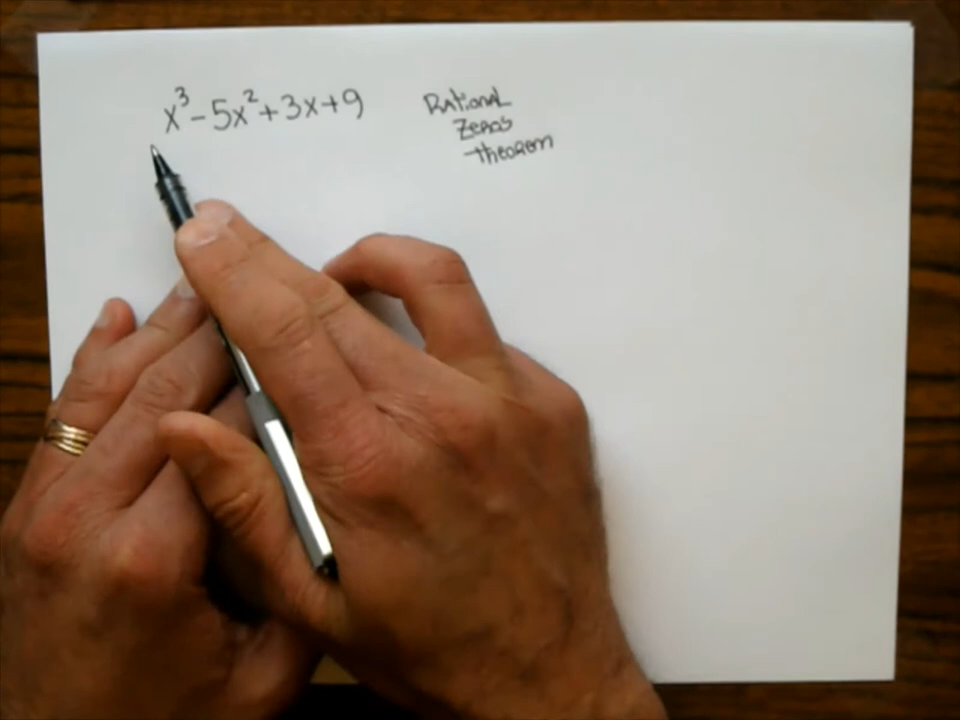 x³ - 5x² + 3x + 9
Rational
Zeros
Theorem